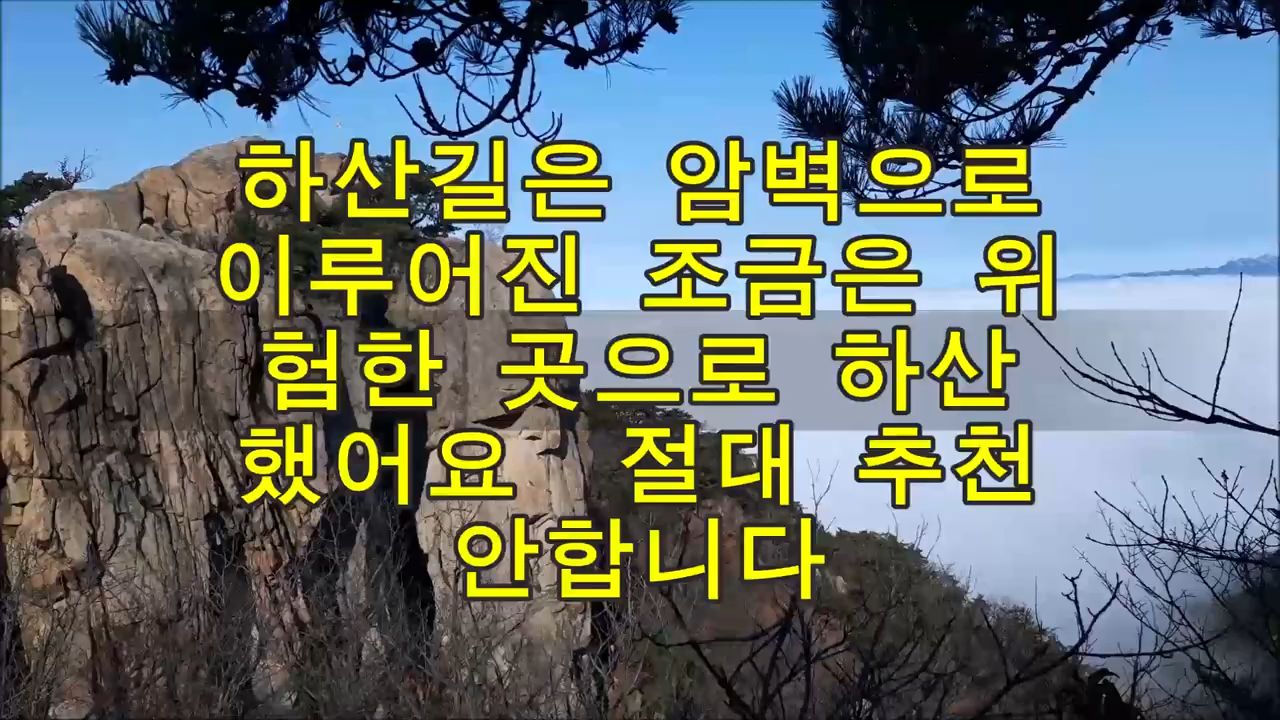 하산길은 암벽으로
이루어진 조금은 위
험한 곳으로 하산
했어요 절대 추천
안합니다